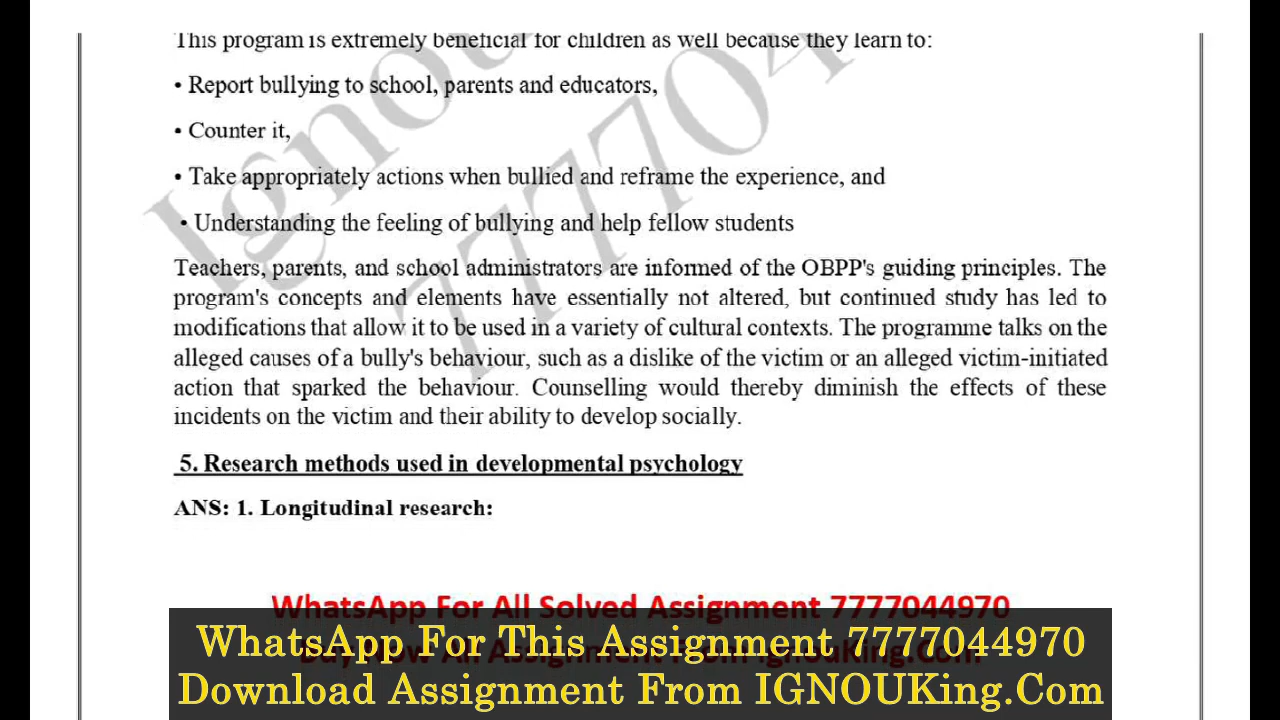 This program is extremely beneficial for children as well because they learn to:
• Report bullying to school, parents and educators,
• Counter it,
• Take appropriately actions when bullied and reframe the experience, and
• Understanding the feeling of bullying and help fellow students
Teachers, parents, and school administrators are informed of the OBPP's guiding principles. The
program's concepts and elements have essentially not altered, but continued study has led to
modifications that allow it to be used in a variety of cultural contexts. The programme talks on the
alleged causes of a bully's behaviour, such as a dislike of the victim or an alleged victim-initiated
action that sparked the behaviour. Counselling would thereby diminish the effects of these
incidents on the victim and their ability to develop socially.
5. Research methods used in developmental psychology
ANS: 1. Longitudinal research:
WhatsApp For All Solved Assignment 7777044970
WhatsApp For This Assignment 7777044970
Download Assignment From IGNOUKing.Com